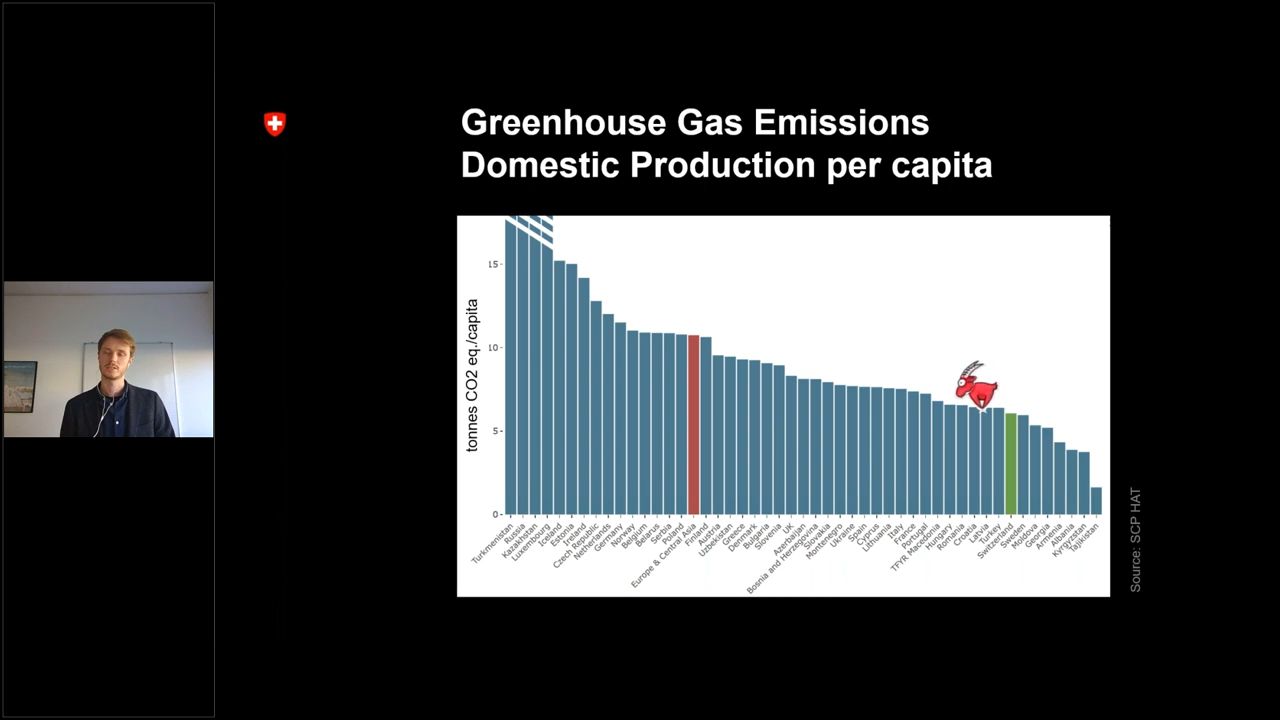 Greenhouse Gas Emissions
Domestic Production per capita
tonnes CO2 eq./capita
15
10
5
0
Turkmenistan
Russia
Kazakhstan
Luxembourg
Iceland
Estonia
Ireland
Czech Republic
Netherlands
Germany
Norway
Belgium
Belarus
Serbia
Poland
Europe & Central Asia
Finland
Austria
Uzbekistan
Greece
Denmark
Bulgaria
Slovenia
UK
Azerbaijan
Bosnia and Herzegovina
Slovakia
Montenegro
Ukraine
Spain
Cyprus
Lithuania
Italy
France
Portugal
TFYR Macedonia
Hungary
Romania
Croatia
Latvia
Turkey
Switzerland
Sweden
Moldova
Georgia
Armenia
Albania
Kyrgyzstan
Tajikistan
Source: SCP HAT